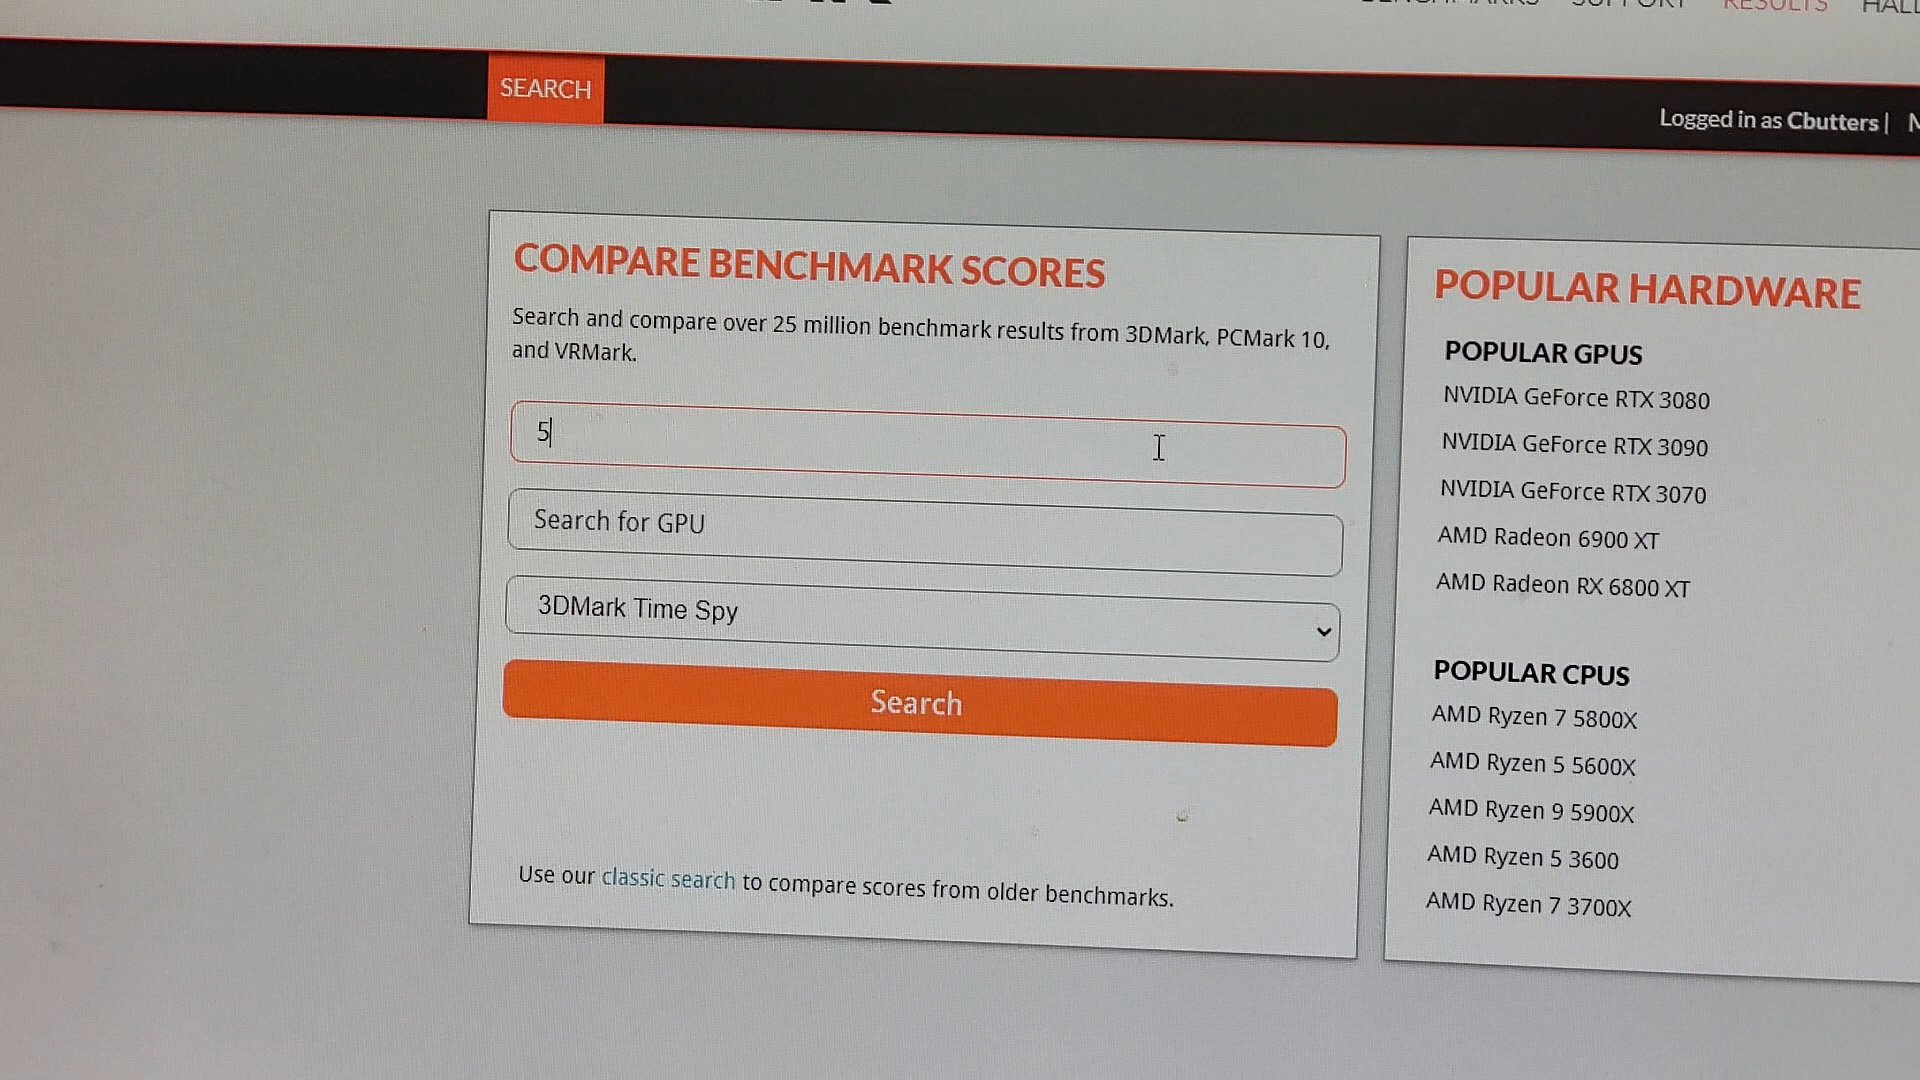 RESULTS
SEARCH
Logged in as Cbutters |
COMPARE BENCHMARK SCORES
Search and compare over 25 million benchmark results from 3DMark, PCMark 10,
and VRMark.
5
Search for GPU
3DMark Time Spy
Search
Use our classic search to compare scores from older benchmarks.
POPULAR HARDWARE
POPULAR GPUS
NVIDIA GeForce RTX 3080
NVIDIA GeForce RTX 3090
NVIDIA GeForce RTX 3070
AMD Radeon 6900 XT
AMD Radeon RX 6800 XT
POPULAR CPUS
AMD Ryzen 7 5800X
AMD Ryzen 5 5600X
AMD Ryzen 9 5900X
AMD Ryzen 5 3600
AMD Ryzen 7 3700X